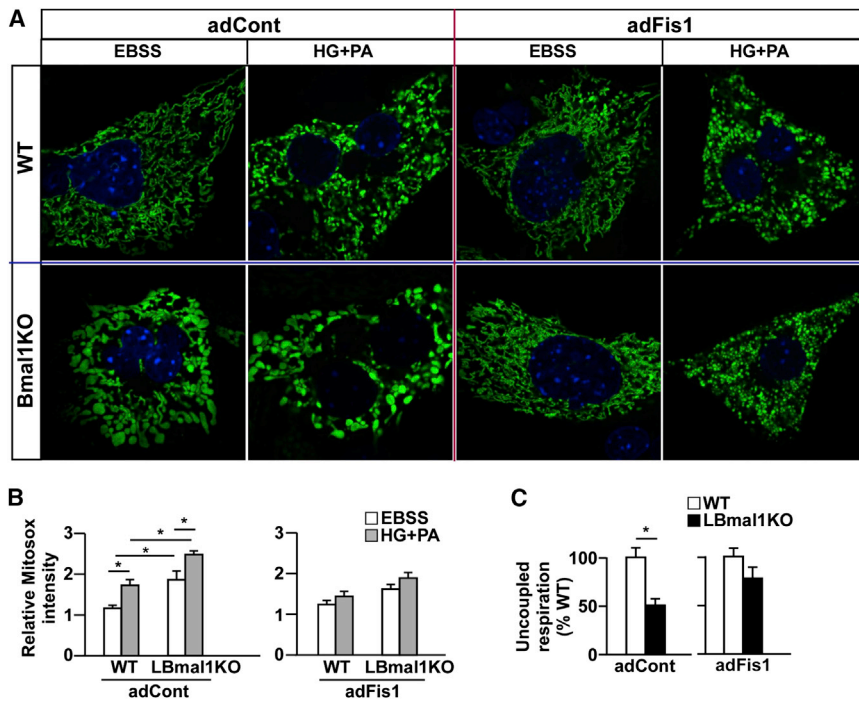 A
adCont
adFis1
EBSS
HG+PA
EBSS
HG+PA
WT
Bmal1KO
B
Relative Mitosox
intensity
3
2
1
0
* * * *
WT LBmal1KO
adCont
EBSS
HG+PA
3
2
1
0
WT LBmal1KO
adFis1
C
WT
LBmal1KO
Uncoupled
respiration
(% WT)
100
50
0
*
adCont
adFis1